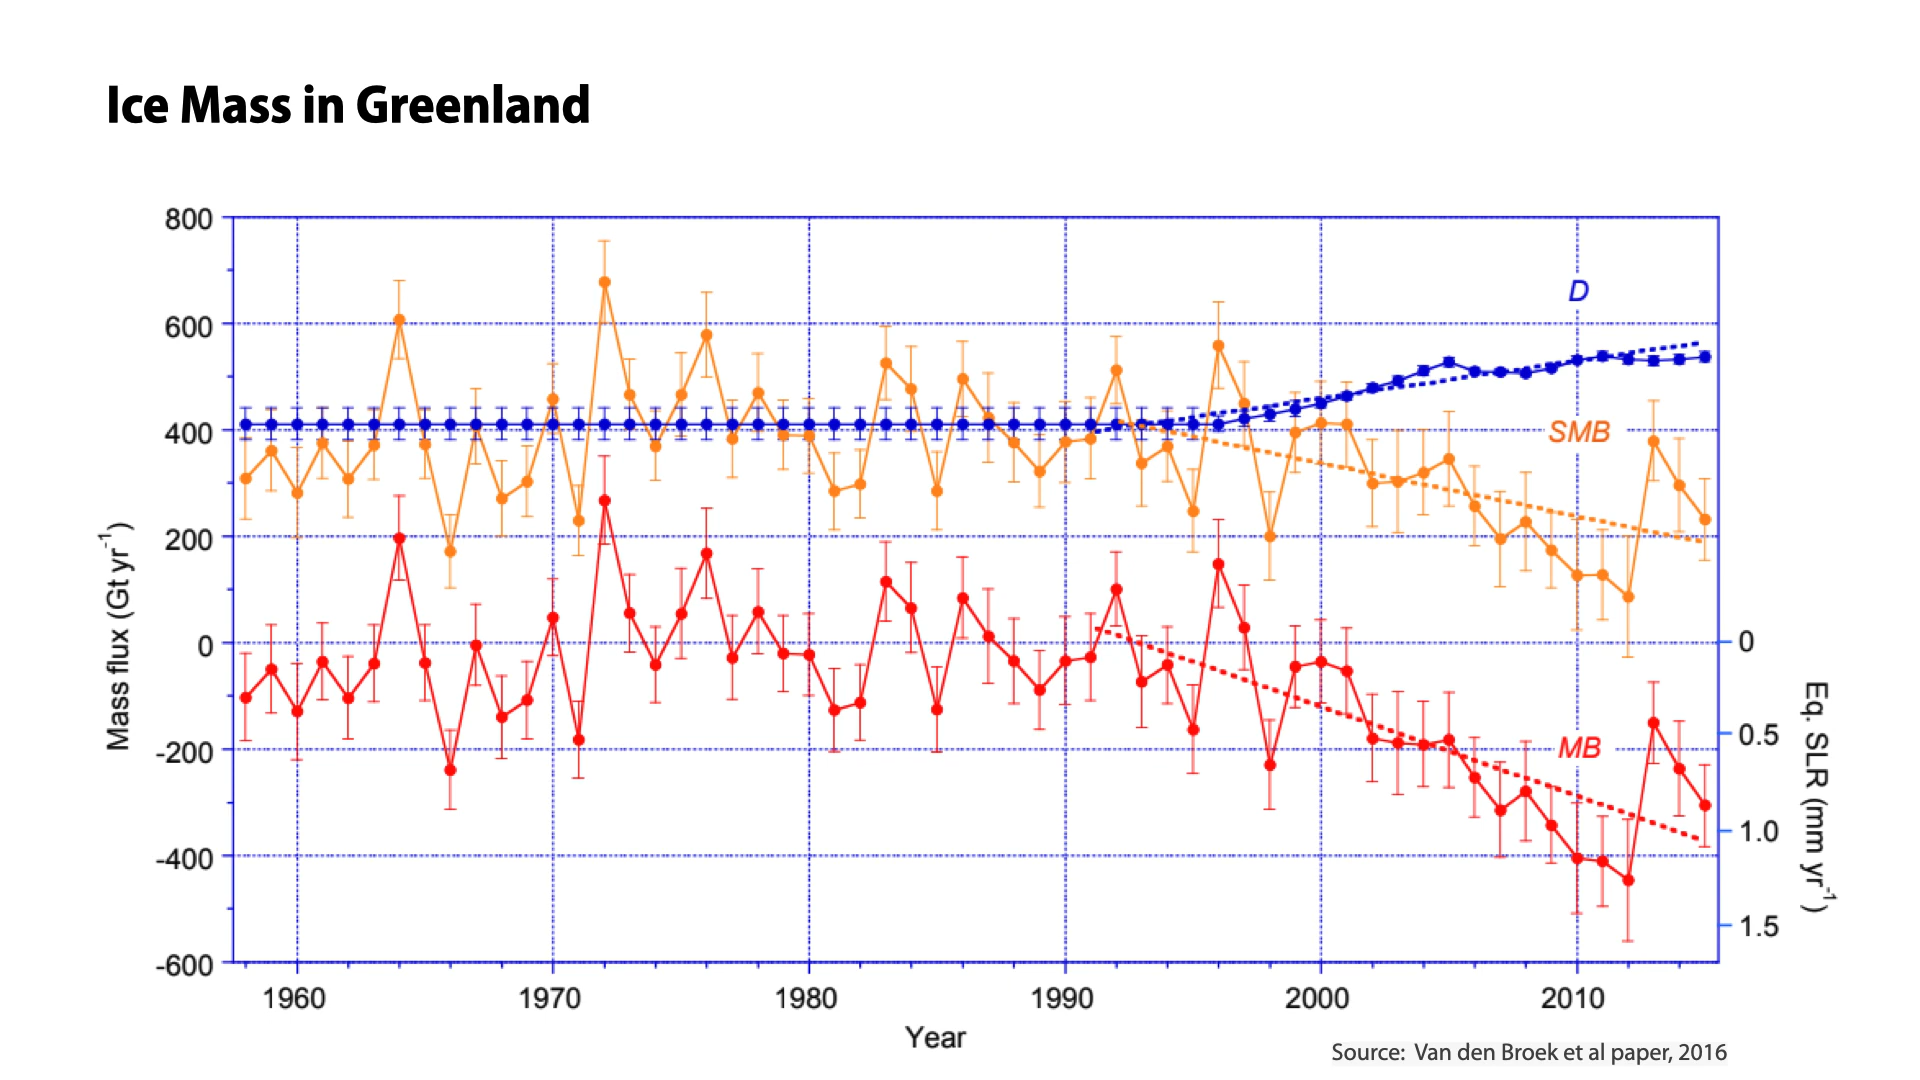 Ice Mass in Greenland
800
600
400
200
0
-200
-400
-600
Mass flux (Gt yr-1)
D
SMB
MB
0
0.5
1.0
1.5
Eq. SLR (mm yr-1)
1960 1970 1980 1990 2000 2010
Year
Source: Van den Broek et al paper, 2016